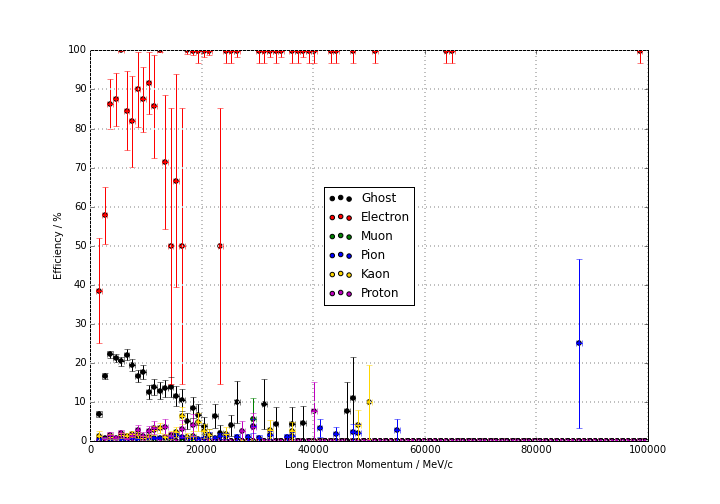 100
90
80
70
60
50
40
30
20
10
0
Efficiency / %
Ghost
Electron
Muon
Pion
Kaon
Proton
0 20000 40000 60000 80000 100000
Long Electron Momentum / MeV/c